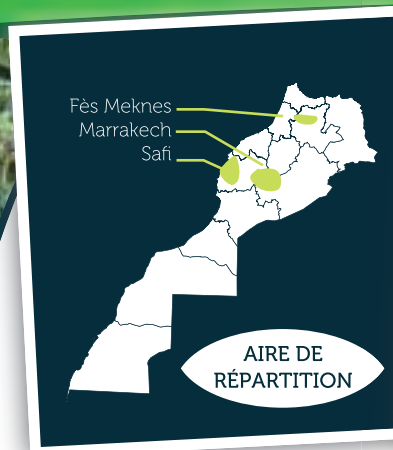 Fès Meknes
Marrakech
Safi
AIRE DE
RÉPARTITION